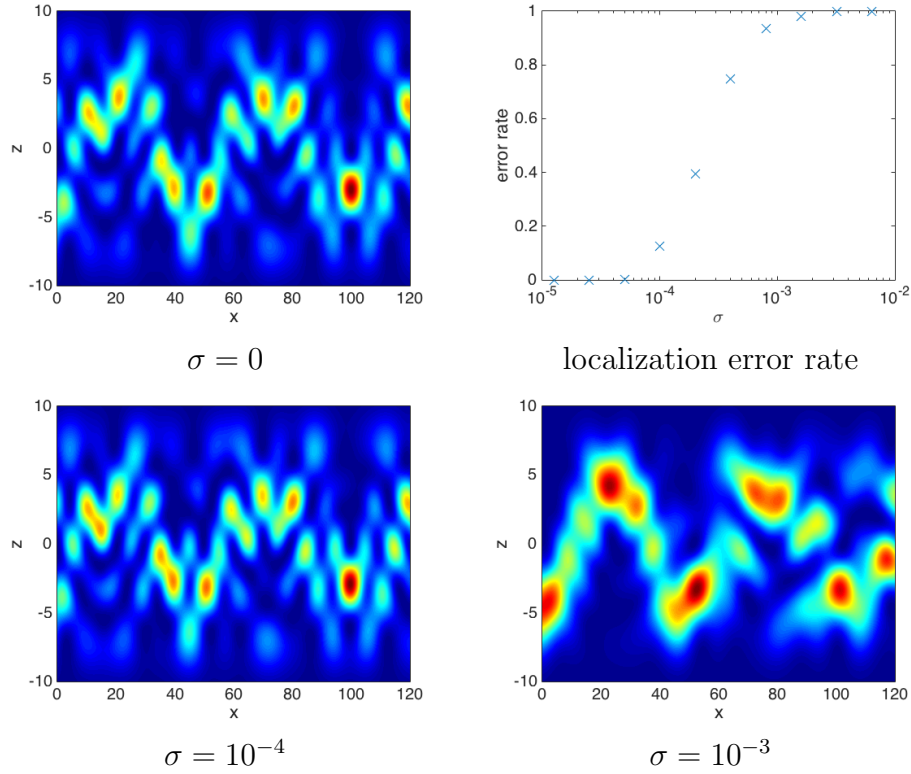 10
5
0
-5
-10
z
0 20 40 60 80 100 120
x
σ = 0
1
0.8
0.6
0.4
0.2
0
error rate
10⁻⁵ 10⁻⁴ 10⁻³ 10⁻²
σ
localization error rate
10
5
0
-5
-10
z
0 20 40 60 80 100 120
x
σ = 10⁻⁴
10
5
0
-5
-10
z
0 20 40 60 80 100 120
x
σ = 10⁻³